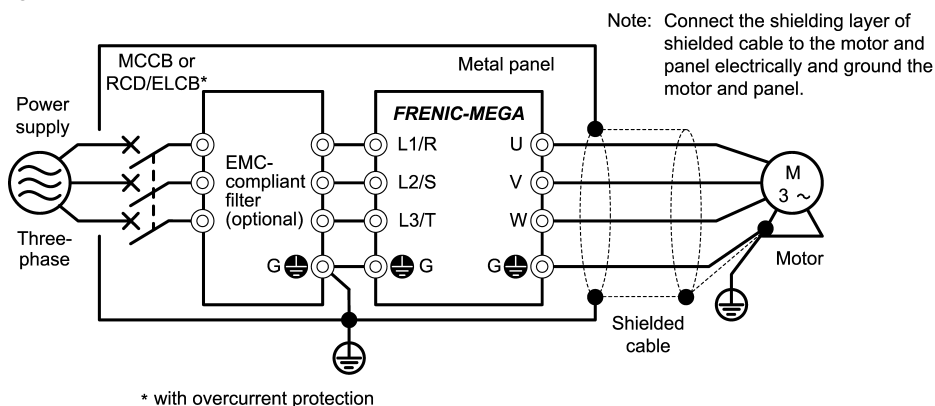 Note: Connect the shielding layer of
shielded cable to the motor and
panel electrically and ground the
motor and panel.
MCCB or
RCD/ELCB*
Metal panel
Power
supply
FRENIC-MEGA
L1/R
U
EMC-
compliant
filter
(optional)
L2/S
V
M
3 ~
L3/T
W
Three-
phase
G
G
G
Motor
Shielded
cable
* with overcurrent protection